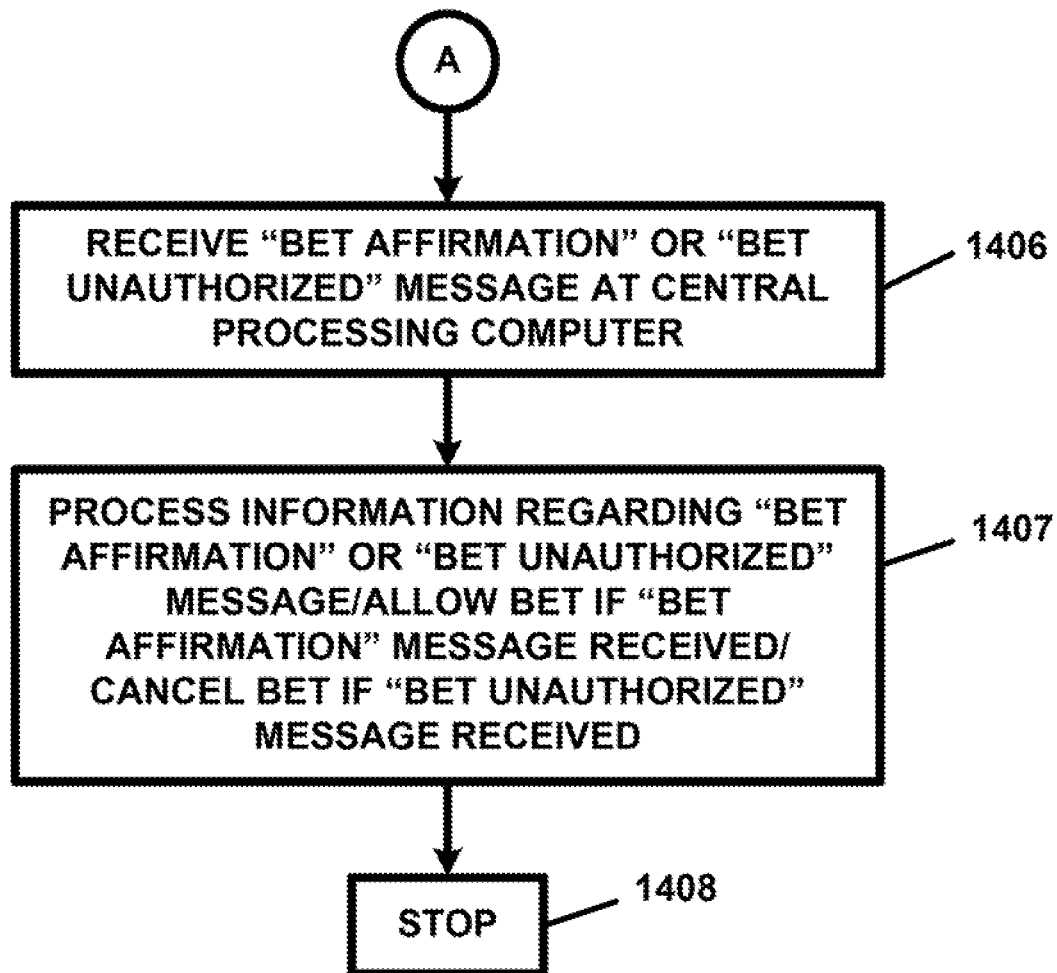 A
RECEIVE “BET AFFIRMATION” OR “BET
UNAUTHORIZED” MESSAGE AT CENTRAL
PROCESSING COMPUTER
1406
PROCESS INFORMATION REGARDING “BET
AFFIRMATION” OR “BET UNAUTHORIZED”
MESSAGE/ALLOW BET IF “BET
AFFIRMATION” MESSAGE RECEIVED/
CANCEL BET IF “BET UNAUTHORIZED”
MESSAGE RECEIVED
1407
STOP
1408